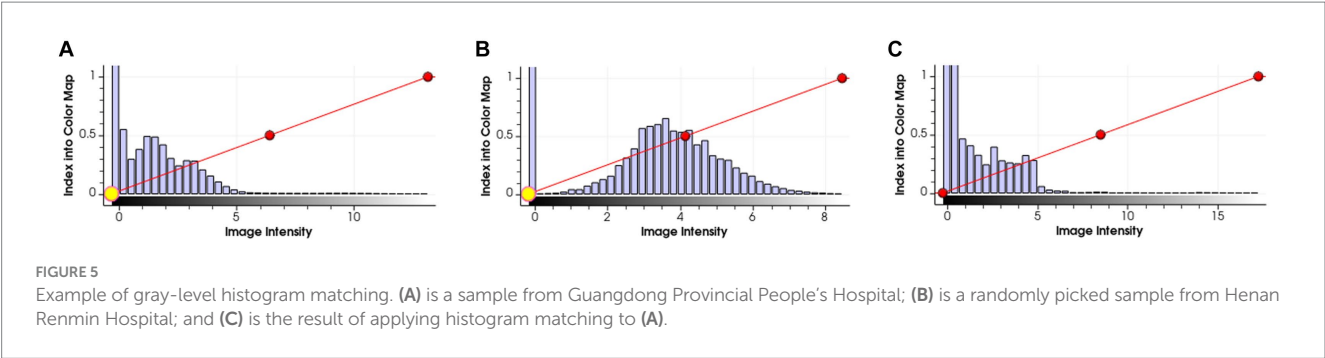 A
Index into Color Map
1
0.5
0
0
5
10
Image Intensity
B
Index into Color Map
1
0.5
0
0
2
4
6
8
Image Intensity
C
Index into Color Map
1
0.5
0
0
5
10
15
Image Intensity
FIGURE 5
Example of gray-level histogram matching. (A) is a sample from Guangdong Provincial People’s Hospital; (B) is a randomly picked sample from Henan
Renmin Hospital; and (C) is the result of applying histogram matching to (A).